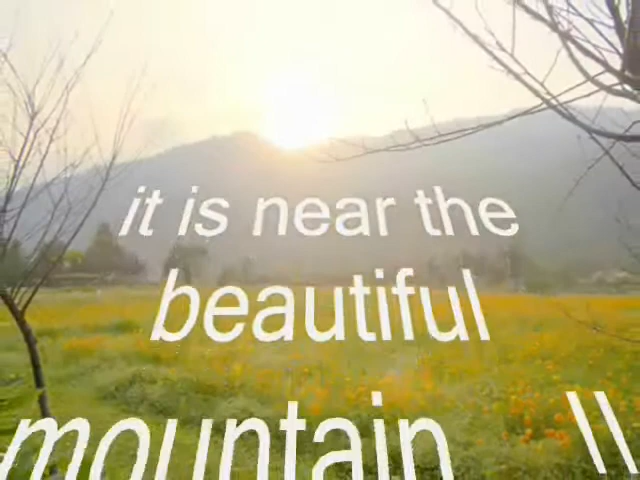 it is near the
beautiful
mountain \\